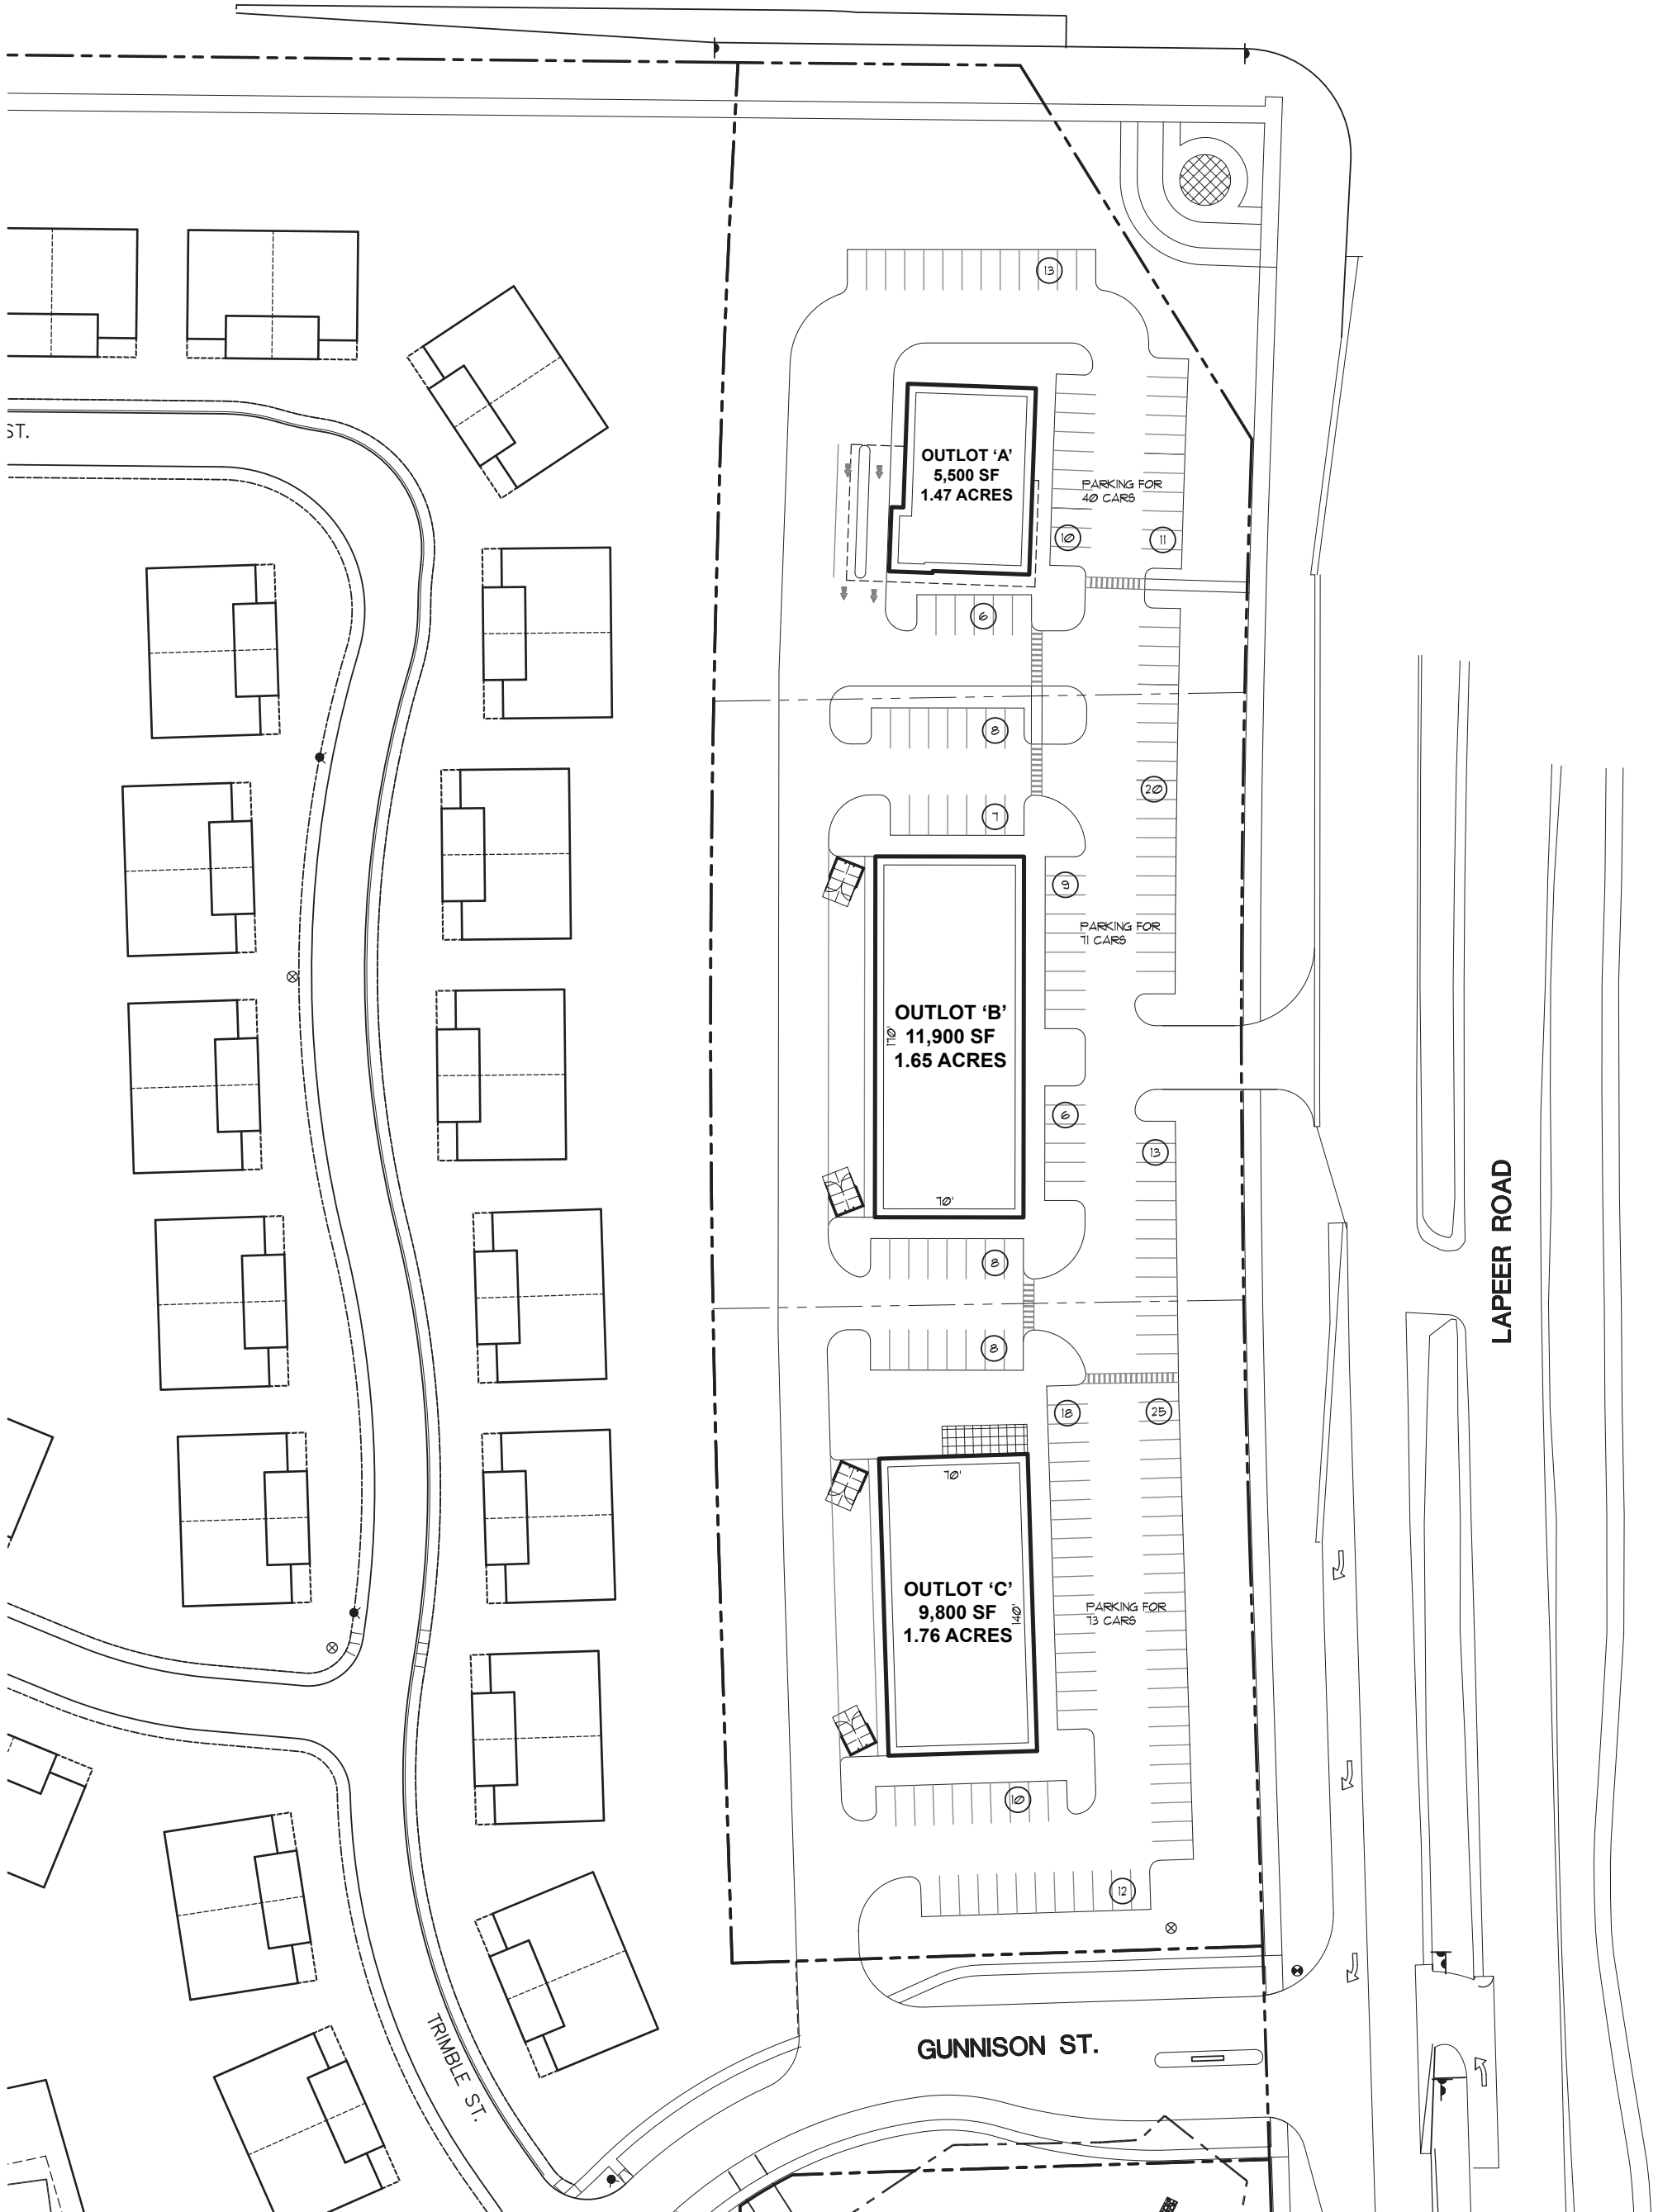 13
ST.
OUTLOT ‘A’
5,500 SF
1.47 ACRES
PARKING FOR
40 CARS
10
11
6
8
20
7
9
PARKING FOR
71 CARS
OUTLOT ‘B’
11,900 SF
1.65 ACRES
170'
6
13
70'
LAPEER ROAD
8
8
18
25
70'
OUTLOT ‘C’
9,800 SF
1.76 ACRES
140'
PARKING FOR
73 CARS
10
12
TRIMBLE ST.
GUNNISON ST.